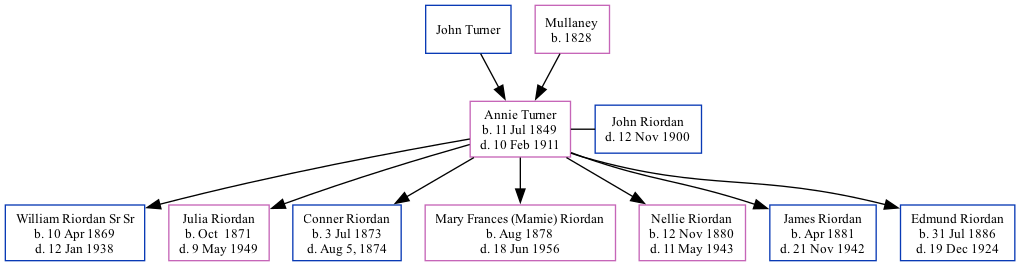 John Turner
Mullaney
b. 1828
Annie Turner
b. 11 Jul 1849
d. 10 Feb 1911
John Riordan
d. 12 Nov 1900
William Riordan Sr Sr
b. 10 Apr 1869
d. 12 Jan 1938
Julia Riordan
b. Oct 1871
d. 9 May 1949
Conner Riordan
b. 3 Jul 1873
d. Aug 5, 1874
Mary Frances (Mamie) Riordan
b. Aug 1878
d. 18 Jun 1956
Nellie Riordan
b. 12 Nov 1880
d. 11 May 1943
James Riordan
b. Apr 1881
d. 21 Nov 1942
Edmund Riordan
b. 31 Jul 1886
d. 19 Dec 1924